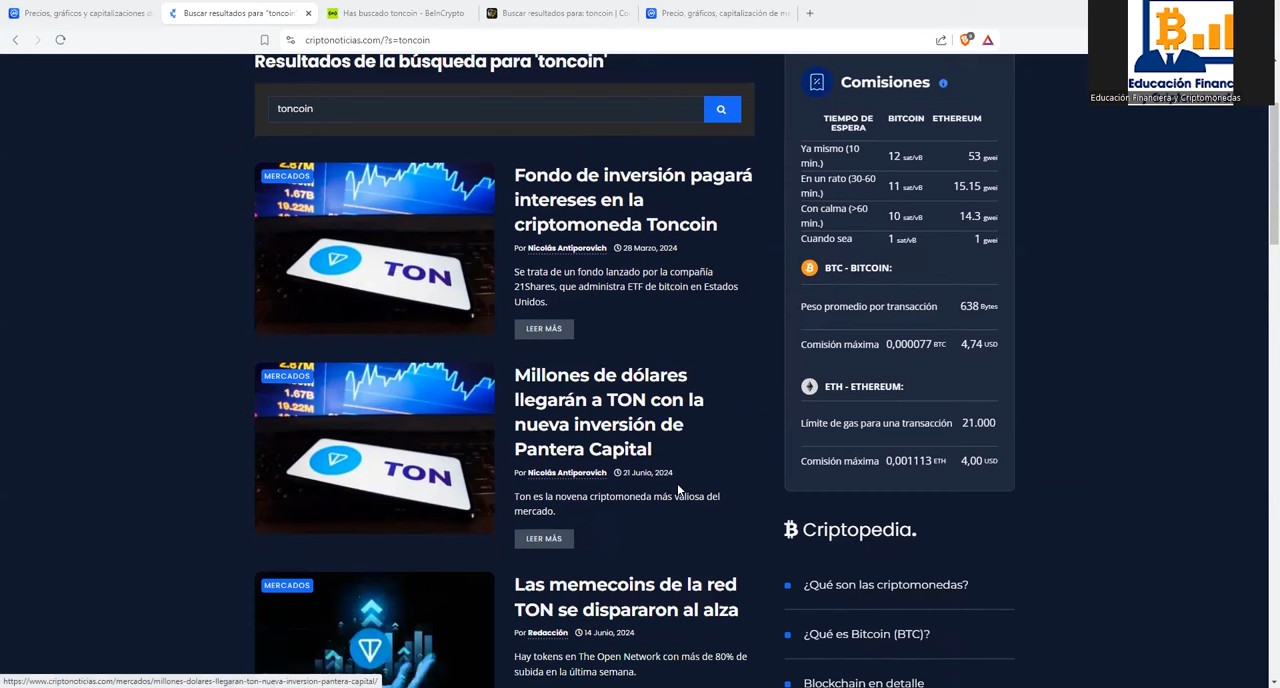 Precios, gráficos y capitalizaciones d
Buscar resultados para "toncoin"
Has buscado toncoin - BeInCrypto
Buscar resultados para: toncoin | Co
Precio, gráficos, capitalización de m
criptonoticias.com/?s=toncoin
Educación Financ
Educación Financiera y Criptomonedas
Resultados de la búsqueda para 'toncoin'
toncoin
MERCADOS
2.87M
1.67B
19.22M
TON
Fondo de inversión pagará
intereses en la
criptomoneda Toncoin
Por Nicolás Antiporovich 28 Marzo, 2024
Se trata de un fondo lanzado por la compañía
21Shares, que administra ETF de bitcoin en Estados
Unidos.
LEER MÁS
MERCADOS
2.87M
1.67B
19.22M
TON
Millones de dólares
llegarán a TON con la
nueva inversión de
Pantera Capital
Por Nicolás Antiporovich 21 Junio, 2024
Ton es la novena criptomoneda más valiosa del
mercado.
LEER MÁS
MERCADOS
Las memecoins de la red
TON se dispararon al alza
Por Redacción 14 Junio, 2024
Hay tokens en The Open Network con más de 80% de
subida en la última semana.
Comisiones
TIEMPO DE ESPERA BITCOIN ETHEREUM
Ya mismo (10 min.) 12 sat/vB 53 gwei
En un rato (30-60 min.) 11 sat/vB 15.15 gwei
Con calma (>60 min.) 10 sat/vB 14.3 gwei
Cuando sea 1 sat/vB 1 gwei
BTC - BITCOIN:
Peso promedio por transacción 638 Bytes
Comisión máxima 0,000077 BTC 4,74 USD
ETH - ETHEREUM:
Límite de gas para una transacción 21.000
Comisión máxima 0,001113 ETH 4,00 USD
Criptopedia.
¿Qué son las criptomonedas?
¿Qué es Bitcoin (BTC)?
Blockchain en detalle
https://www.criptonoticias.com/mercados/millones-dolares-llegaran-ton-nueva-inversion-pantera-capital/